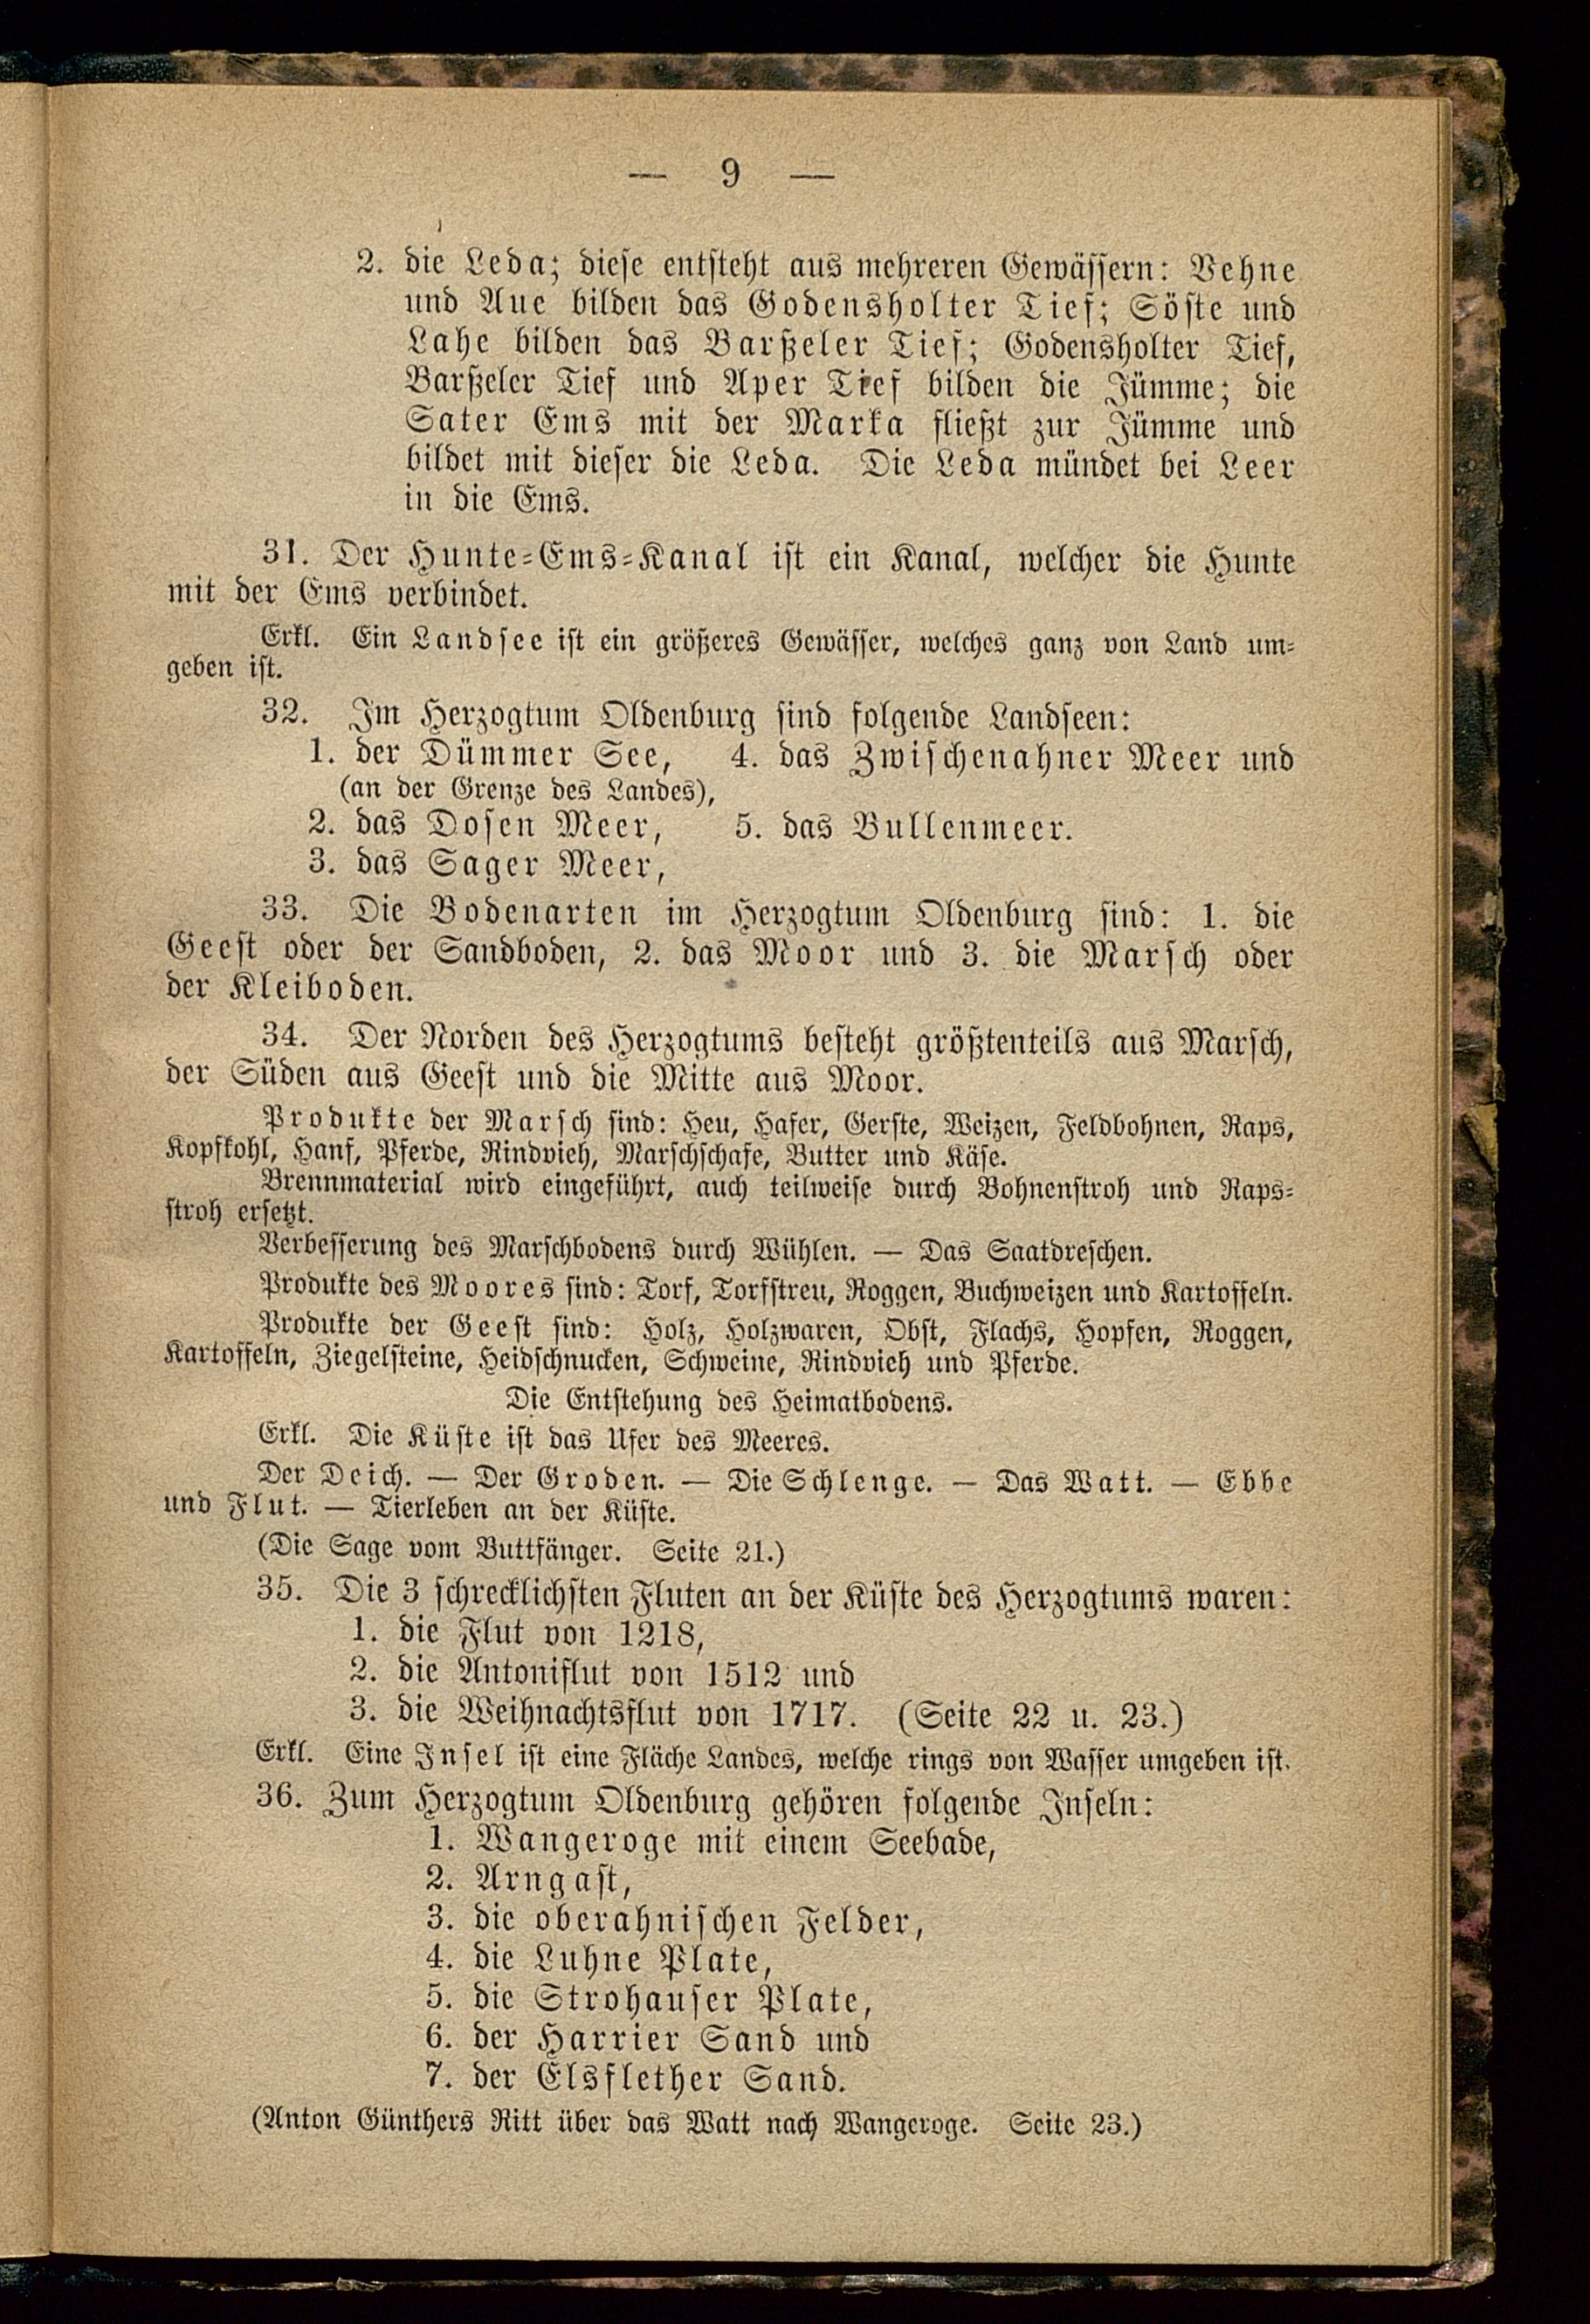 — 9 —
2. die Leda; diese entsteht aus mehreren Gewässern: Vehne
und Aue bilden das Godensholter Tief; Söste und
Lahe bilden das Barßeler Tief; Godensholter Tief,
Barßeler Tief und Aper Tief bilden die Jümme; die
Sater Ems mit der Marka fließt zur Jümme und
bildet mit dieser die Leda. Die Leda mündet bei Leer
in die Ems.
31. Der Hunte-Ems-Kanal ist ein Kanal, welcher die Hunte
mit der Ems verbindet.
Erkl. Ein Landsee ist ein größeres Gewässer, welches ganz von Land um-
geben ist.
32. Im Herzogtum Oldenburg sind folgende Landseen:
1. der Dümmer See, 4. das Zwischenahner Meer und
(an der Grenze des Landes),
2. das Dosen Meer, 5. das Bullenmeer.
3. das Sager Meer,
33. Die Bodenarten im Herzogtum Oldenburg sind: 1. die
Geest oder der Sandboden, 2. das Moor und 3. die Marsch oder
der Kleiboden.
34. Der Norden des Herzogtums besteht größtenteils aus Marsch,
der Süden aus Geest und die Mitte aus Moor.
Produkte der Marsch sind: Heu, Hafer, Gerste, Weizen, Feldbohnen, Raps,
Kopfkohl, Hanf, Pferde, Rindvieh, Marschschafe, Butter und Käse.
Brennmaterial wird eingeführt, auch teilweise durch Bohnenstroh und Raps-
stroh ersetzt.
Verbesserung des Marschbodens durch Wühlen. — Das Saatdreschen.
Produkte des Moores sind: Torf, Torfstreu, Roggen, Buchweizen und Kartoffeln.
Produkte der Geest sind: Holz, Holzwaren, Obst, Flachs, Hopfen, Roggen,
Kartoffeln, Ziegelsteine, Heidschnucken, Schweine, Rindvieh und Pferde.
Die Entstehung des Heimatbodens.
Erkl. Die Küste ist das Ufer des Meeres.
Der Deich. — Der Groden. — Die Schlenge. — Das Watt. — Ebbe
und Flut. — Tierleben an der Küste.
(Die Sage vom Buttfänger. Seite 21.)
35. Die 3 schrecklichsten Fluten an der Küste des Herzogtums waren:
1. die Flut von 1218,
2. die Antoniflut von 1512 und
3. die Weihnachtsflut von 1717. (Seite 22 u. 23.)
Erkl. Eine Insel ist eine Fläche Landes, welche rings von Wasser umgeben ist.
36. Zum Herzogtum Oldenburg gehören folgende Inseln:
1. Wangeroge mit einem Seebade,
2. Arngast,
3. die oberahnischen Felder,
4. die Luhne Plate,
5. die Strohauser Plate,
6. der Harrier Sand und
7. der Elsflether Sand.
(Anton Günthers Ritt über das Watt nach Wangeroge. Seite 23.)